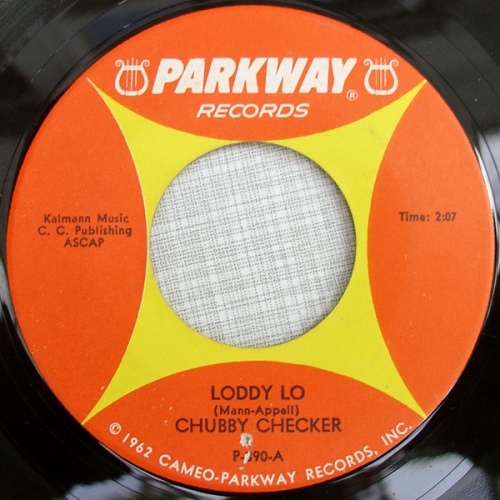 PARKWAY®
RECORDS
Kalmann Music
C. C. Publishing
ASCAP
Time: 2:07
LODDY LO
(Mann-Appell)
CHUBBY CHECKER
© 1962 CAMEO-PARKWAY RECORDS, INC.